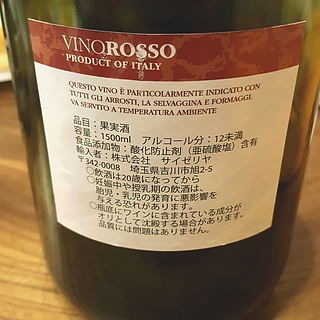 VINOROSSO
PRODUCT OF ITALY
QUESTO VINO È PARTICOLARMENTE INDICATO CON
TUTTI GLI ARROSTI, LA SELVAGGINA E FORMAGGI.
VA SERVITO A TEMPERATURA AMBIENTE
品目：果実酒
容量：1500ml アルコール分：12未満
食品添加物：酸化防止剤（亜硫酸塩）含有
輸入者：株式会社 サイゼリヤ
〒342-0008 埼玉県吉川市旭2-5
○飲酒は20歳になってから
○妊娠中や授乳期の飲酒は、
胎児・乳児の発育に悪影響を
与える恐れがあります。
○瓶底にワインに含まれている成分が
オリとして沈殿する場合があります。
品質には問題はありません。